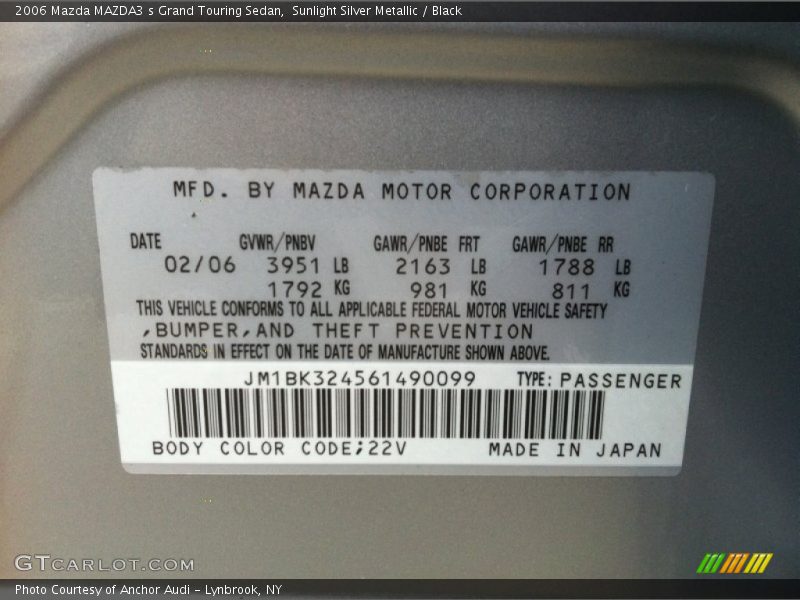 2006 Mazda MAZDA3 s Grand Touring Sedan,  Sunlight Silver Metallic / Black
MFD. BY MAZDA MOTOR CORPORATION
DATE GVWR/PNBV GAWR/PNBE FRT GAWR/PNBE RR
02/06 3951 LB 2163 LB 1788 LB
1792 KG 981 KG 811 KG
THIS VEHICLE CONFORMS TO ALL APPLICABLE FEDERAL MOTOR VEHICLE SAFETY
,BUMPER,AND THEFT PREVENTION
STANDARDS IN EFFECT ON THE DATE OF MANUFACTURE SHOWN ABOVE.
JM1BK324561490099 TYPE: PASSENGER
BODY COLOR CODE;22V MADE IN JAPAN
GTCARLOT.COM
Photo Courtesy of Anchor Audi – Lynbrook, NY